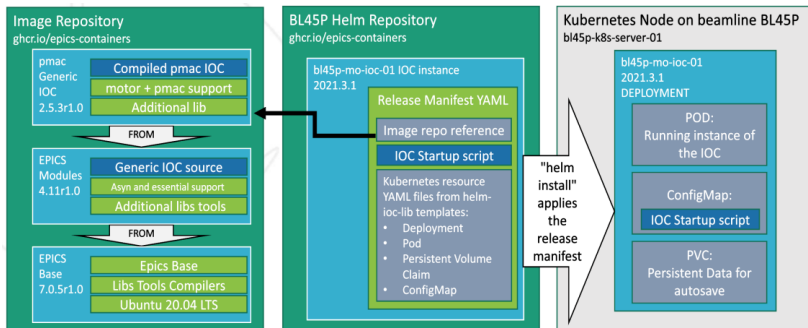 Image Repository
ghcr.io/epics-containers
pmac
Generic
IOC
2.5.3r1.0
Compiled pmac IOC
motor + pmac support
Additional lib
FROM
EPICS
Modules
4.11r1.0
Generic IOC source
Asyn and essential support
Additional libs tools
FROM
EPICS
Base
7.0.5r1.0
Epics Base
Libs Tools Compilers
Ubuntu 20.04 LTS
BL45P Helm Repository
ghcr.io/epics-containers
bl45p-mo-ioc-01 IOC instance
2021.3.1
Release Manifest YAML
Image repo reference
IOC Startup script
Kubernetes resource
YAML files from helm-
ioc-lib templates:
• Deployment
• Pod
• Persistent Volume
Claim
• ConfigMap
"helm
install"
applies
the
release
manifest
Kubernetes Node on beamline BL45P
bl45p-k8s-server-01
bl45p-mo-ioc-01
2021.3.1
DEPLOYMENT
POD:
Running instance of
the IOC
ConfigMap:
IOC Startup script
PVC:
Persistent Data for
autosave